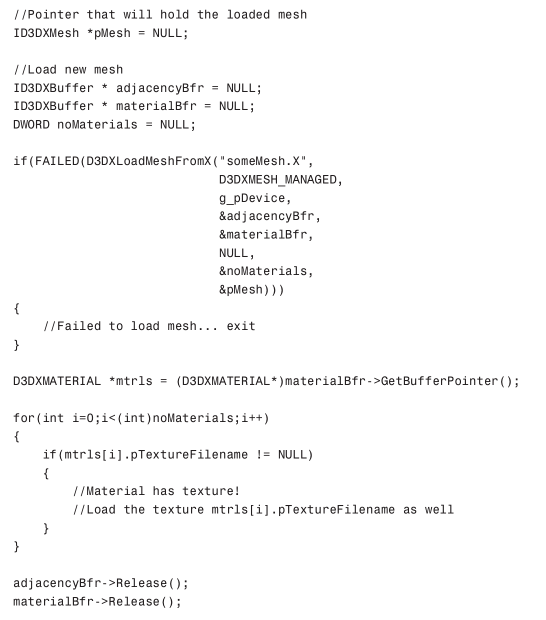 //Pointer that will hold the loaded mesh
ID3DXMesh *pMesh = NULL;

//Load new mesh
ID3DXBuffer * adjacencyBfr = NULL;
ID3DXBuffer * materialBfr = NULL;
DWORD noMaterials = NULL;

if(FAILED(D3DXLoadMeshFromX("someMesh.X",
                            D3DXMESH_MANAGED,
                            g_pDevice,
                            &adjacencyBfr,
                            &materialBfr,
                            NULL,
                            &noMaterials,
                            &pMesh)))
{
    //Failed to load mesh... exit
}

D3DXMATERIAL *mtrls = (D3DXMATERIAL*)materialBfr->GetBufferPointer();

for(int i=0;i<(int)noMaterials;i++)
{
    if(mtrls[i].pTextureFilename != NULL)
    {
        //Material has texture!
        //Load the texture mtrls[i].pTextureFilename as well
    }
}

adjacencyBfr->Release();
materialBfr->Release();